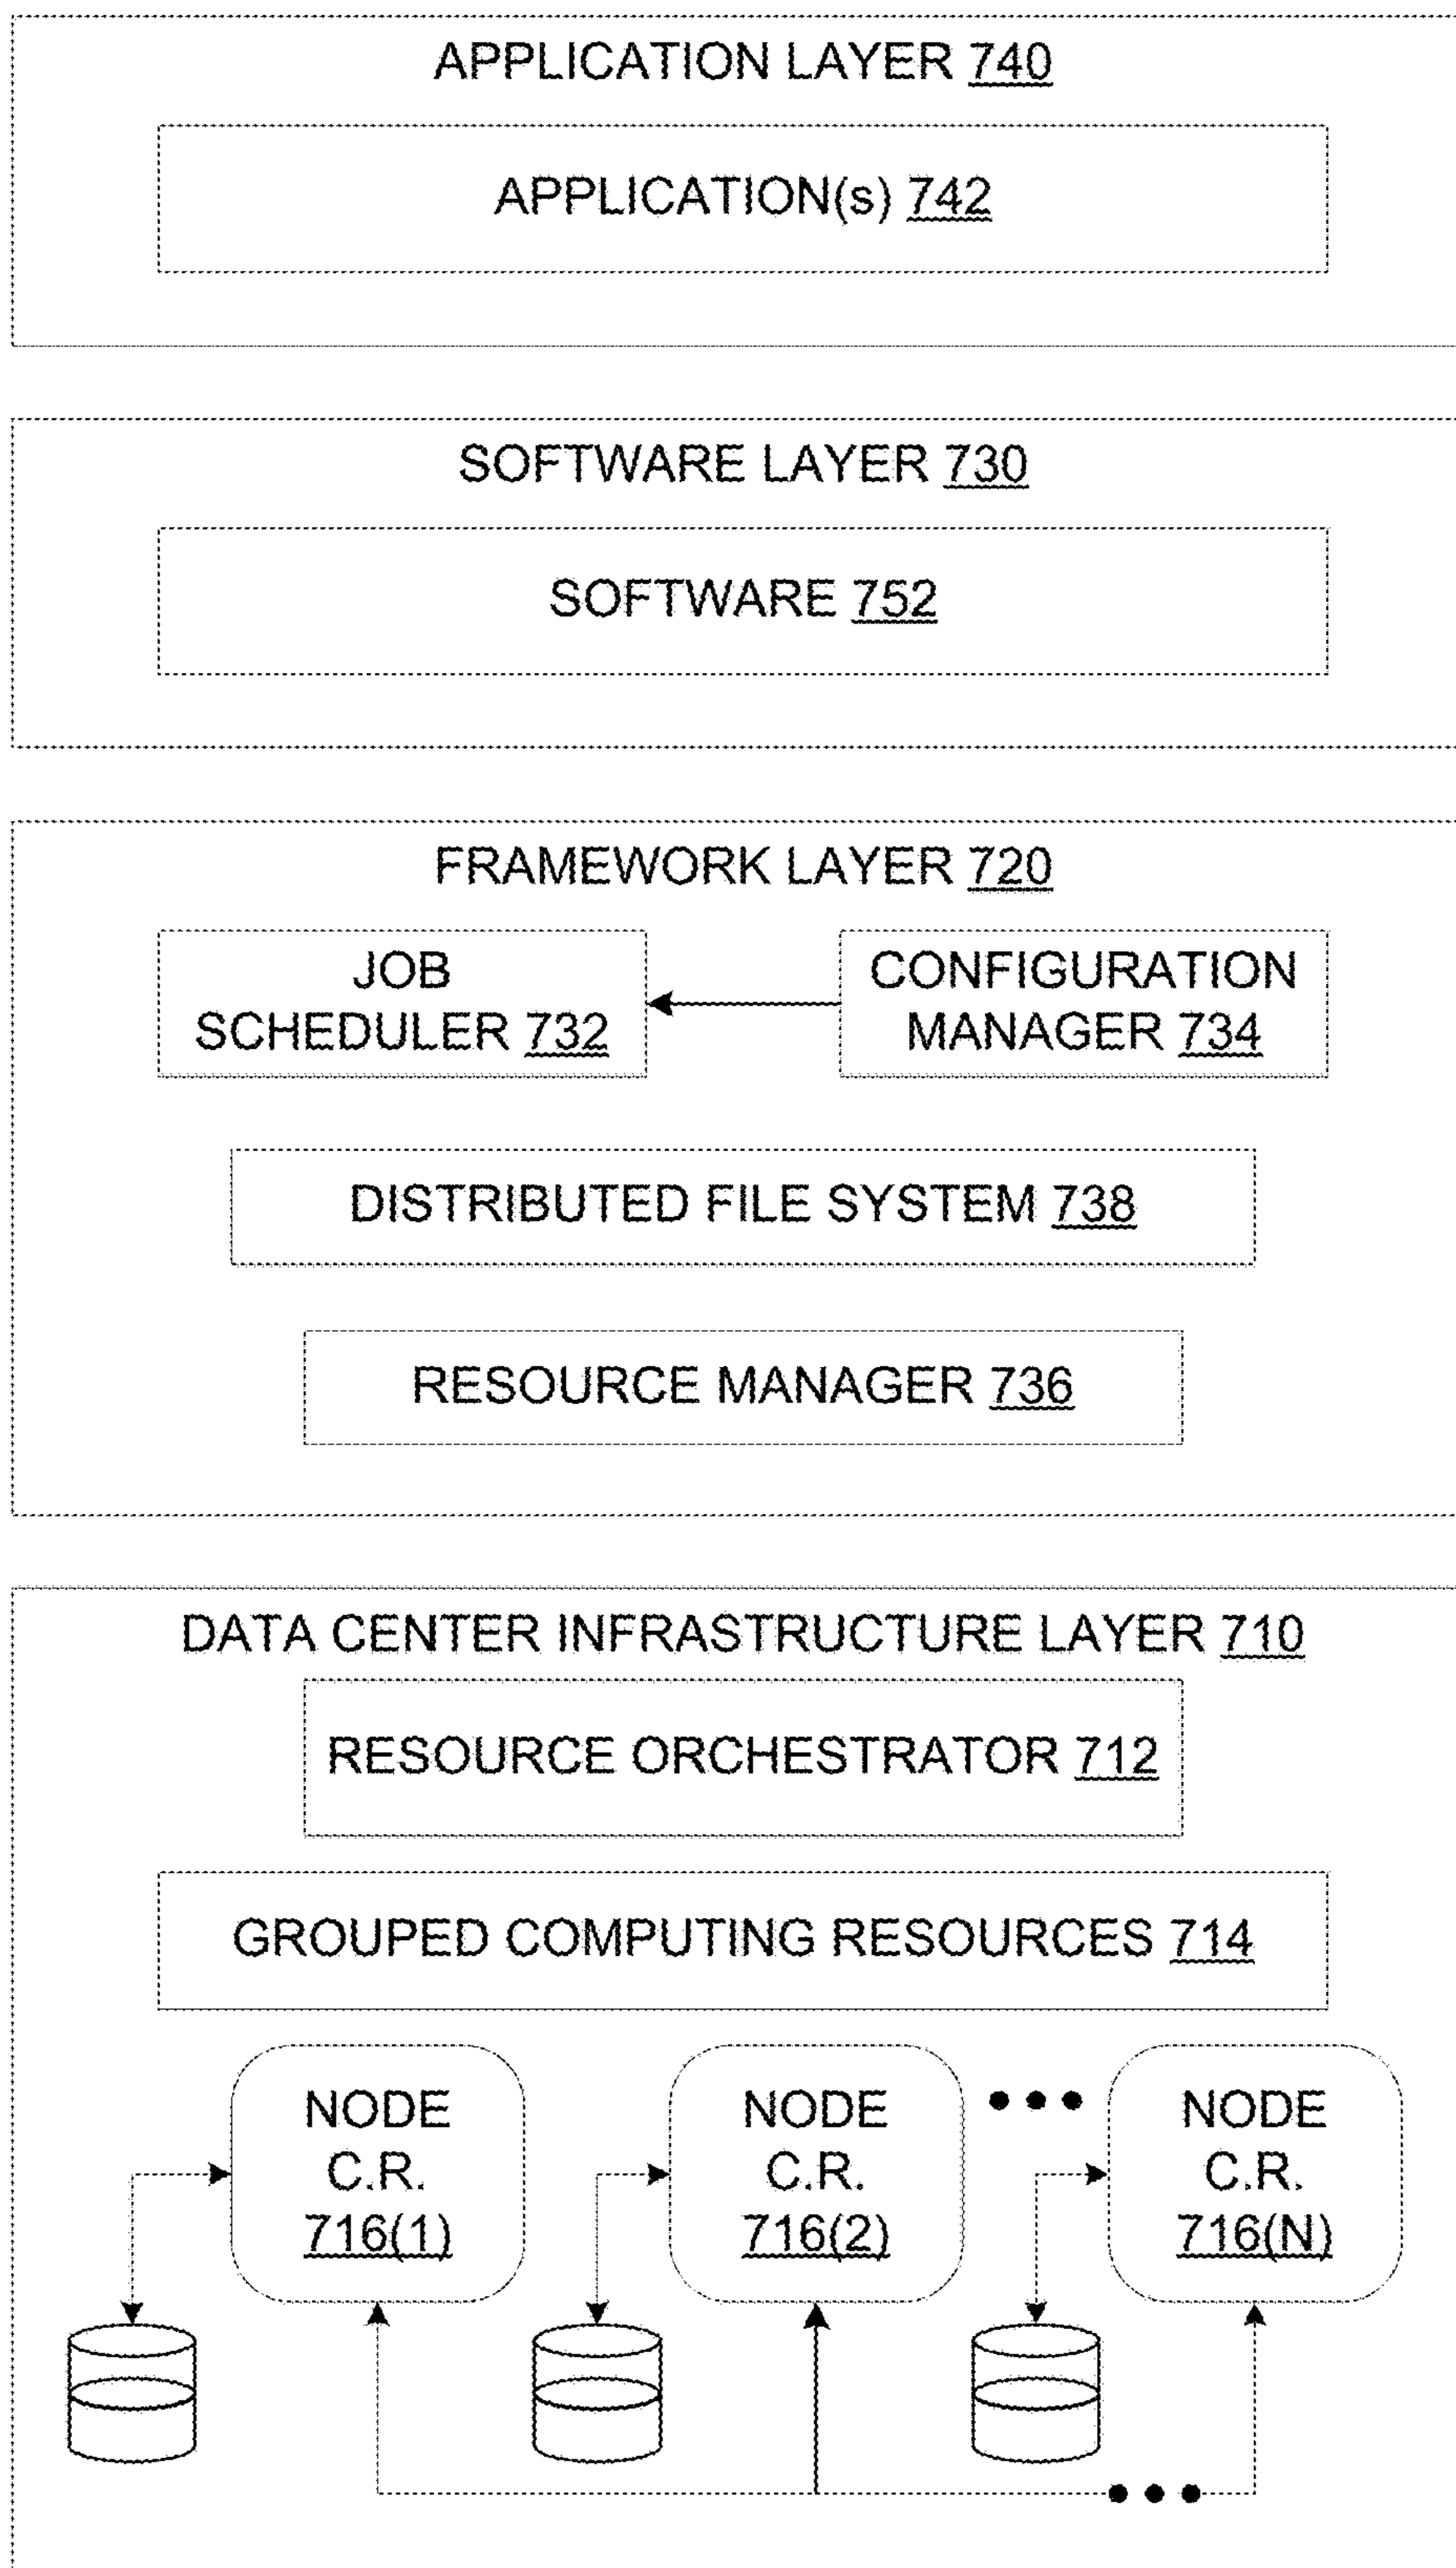 APPLICATION LAYER 740
APPLICATION(s) 742
SOFTWARE LAYER 730
SOFTWARE 752
FRAMEWORK LAYER 720
JOB
SCHEDULER 732
CONFIGURATION
MANAGER 734
DISTRIBUTED FILE SYSTEM 738
RESOURCE MANAGER 736
DATA CENTER INFRASTRUCTURE LAYER 710
RESOURCE ORCHESTRATOR 712
GROUPED COMPUTING RESOURCES 714
NODE
C.R.
716(1)
NODE
C.R.
716(2)
NODE
C.R.
716(N)